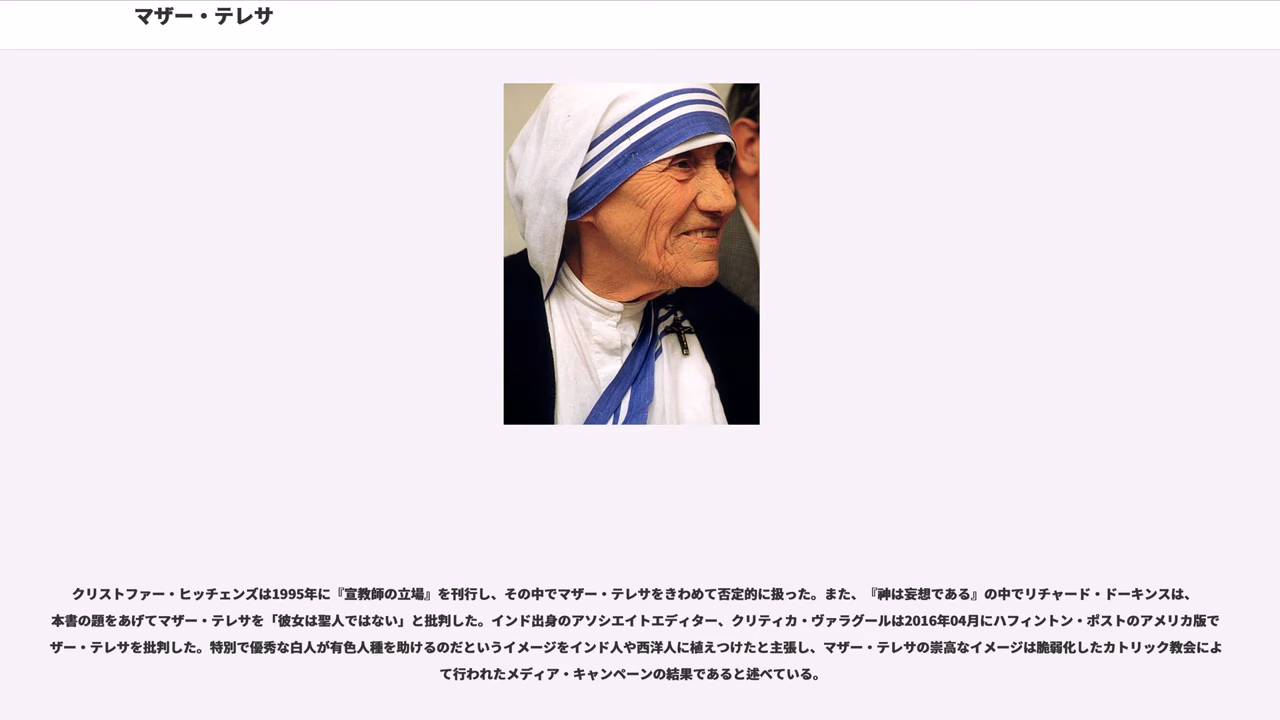 マザー・テレサ
クリストファー・ヒッチェンズは1995年に『宣教師の立場』を刊行し、その中でマザー・テレサをきわめて否定的に扱った。また、『神は妄想である』の中でリチャード・ドーキンスは、
本書の題をあげてマザー・テレサを「彼女は聖人ではない」と批判した。インド出身のアソシエイトエディター、クリティカ・ヴァラグールは2016年04月にハフィントン・ポストのアメリカ版で
ザー・テレサを批判した。特別で優秀な白人が有色人種を助けるのだというイメージをインド人や西洋人に植えつけたと主張し、マザー・テレサの崇高なイメージは脆弱化したカトリック教会によ
て行われたメディア・キャンペーンの結果であると述べている。